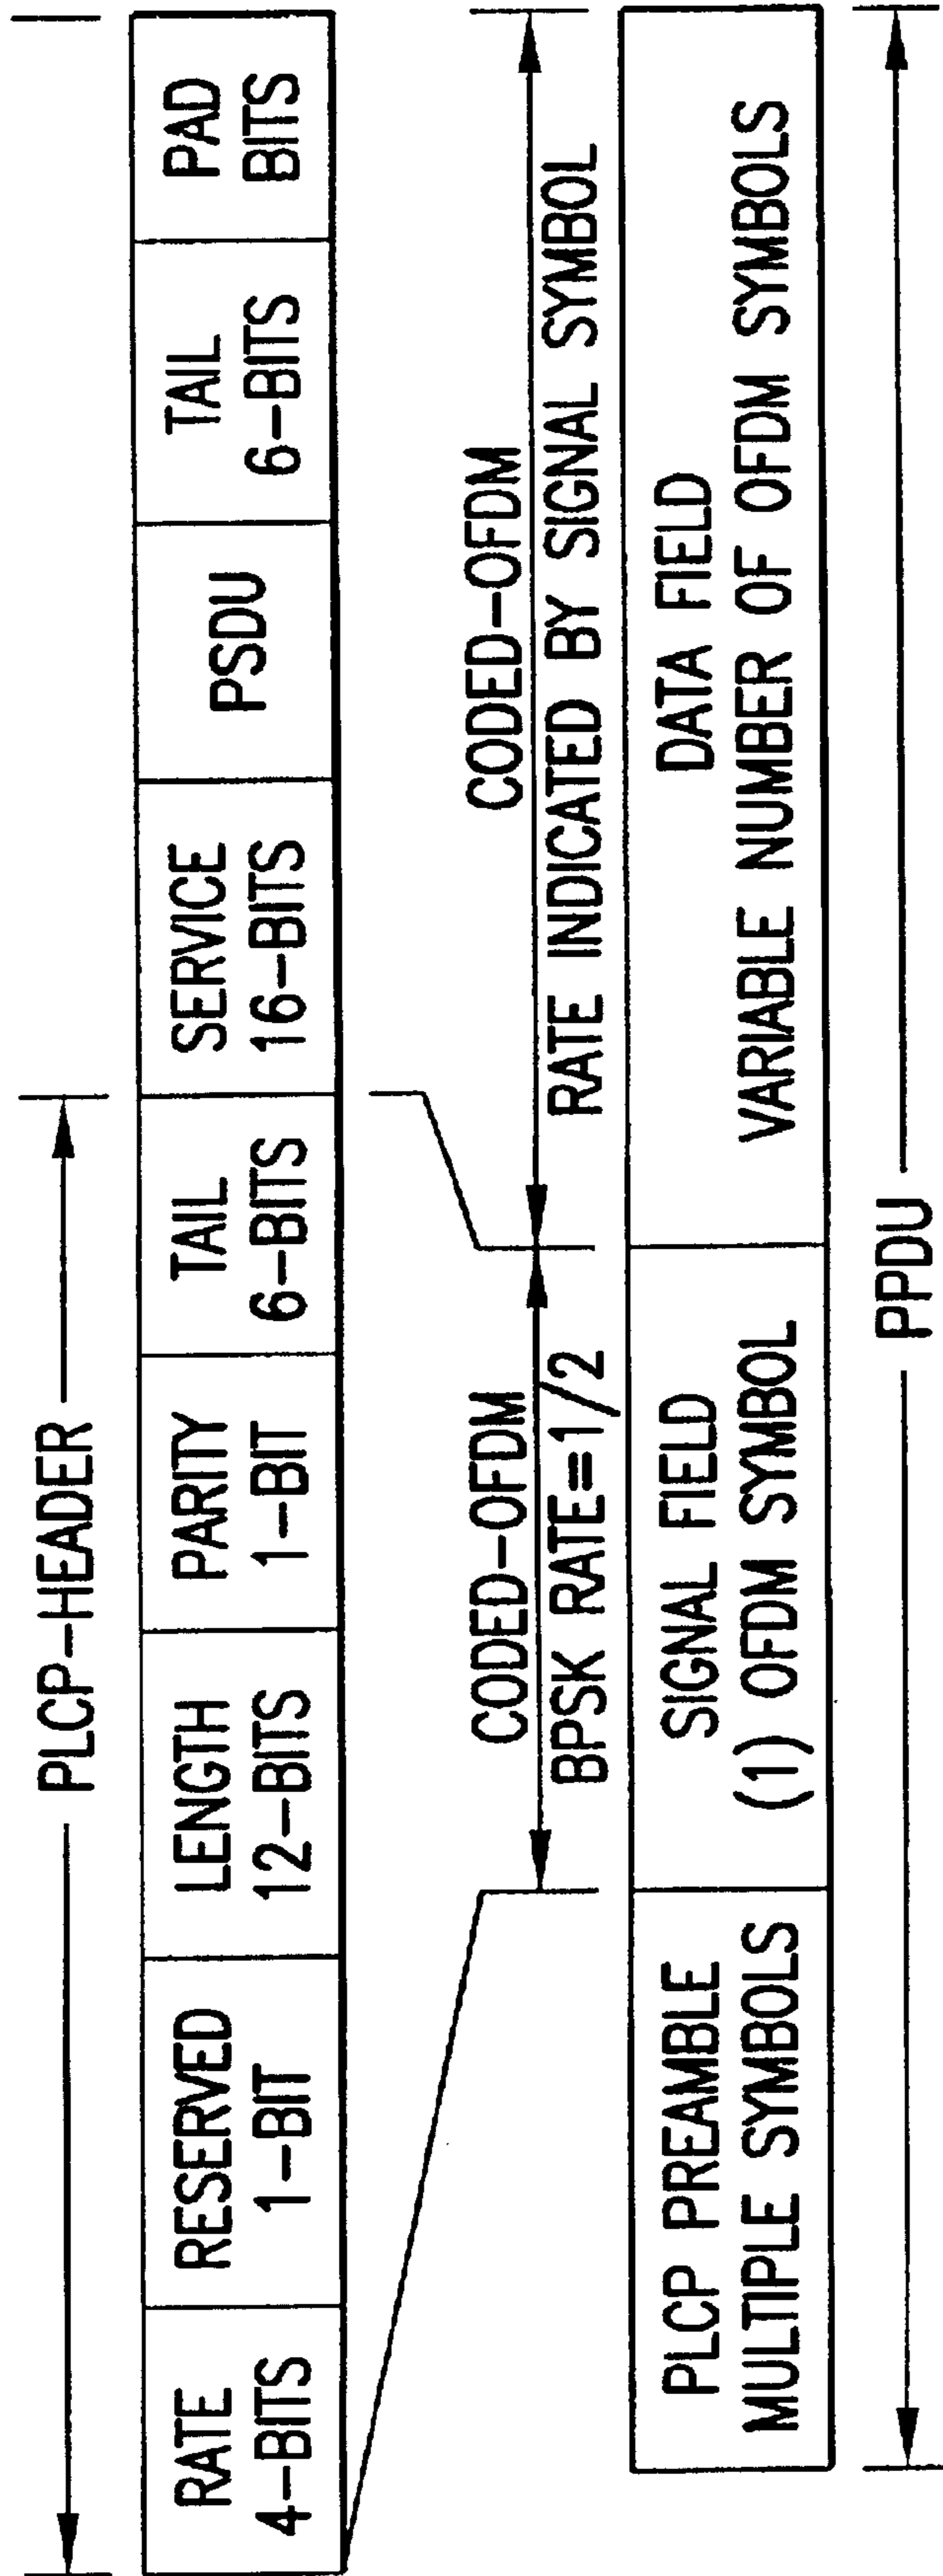 PLCP-HEADER
RATE
4-BITS
RESERVED
1-BIT
LENGTH
12-BITS
PARITY
1-BIT
TAIL
6-BITS
SERVICE
16-BITS
PSDU
TAIL
6-BITS
PAD
BITS
CODED-OFDM
BPSK RATE=1/2
CODED-OFDM
RATE INDICATED BY SIGNAL SYMBOL
PLCP PREAMBLE
MULTIPLE SYMBOLS
SIGNAL FIELD
(1) OFDM SYMBOL
DATA FIELD
VARIABLE NUMBER OF OFDM SYMBOLS
PPDU